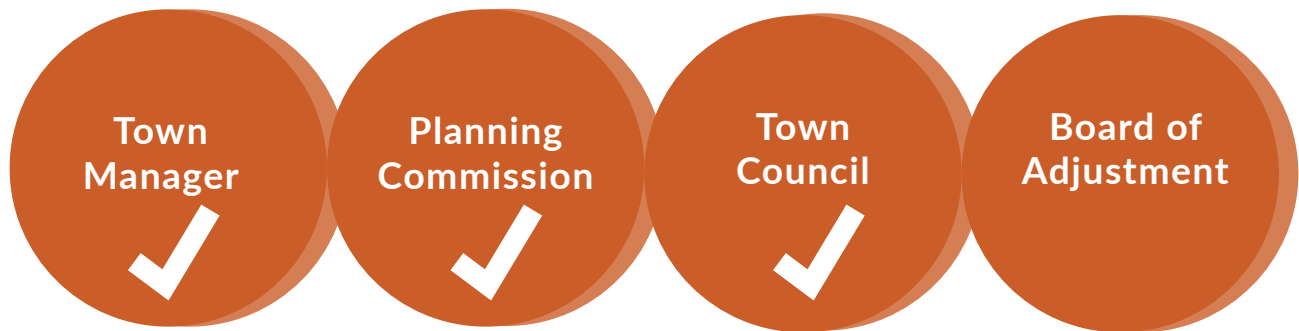 Town
Manager
Planning
Commission
Town
Council
Board of
Adjustment